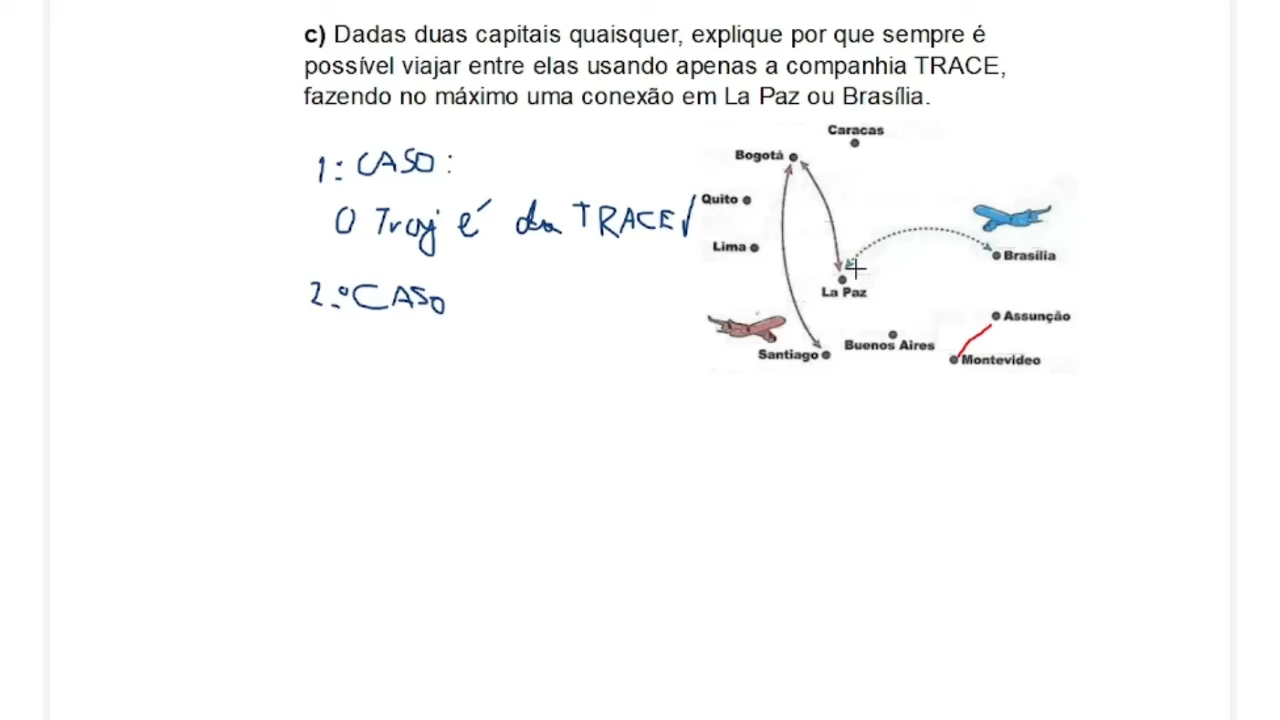 c) Dadas duas capitais quaisquer, explique por que sempre é
possível viajar entre elas usando apenas a companhia TRACE,
fazendo no máximo uma conexão em La Paz ou Brasília.
1: CASO:
O Traj é da TRACE
2.º CASO
Caracas
Bogotá
Quito
Lima
Brasília
La Paz
Assunção
Buenos Aires
Santiago
Montevideo